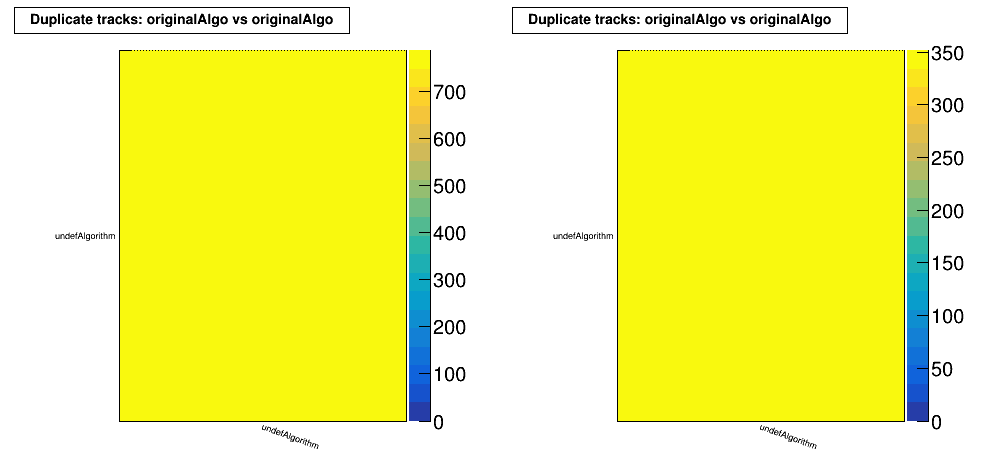 Duplicate tracks: originalAlgo vs originalAlgo
700
600
500
400
300
200
100
0
undefAlgorithm
undefAlgorithm
Duplicate tracks: originalAlgo vs originalAlgo
350
300
250
200
150
100
50
0
undefAlgorithm
undefAlgorithm